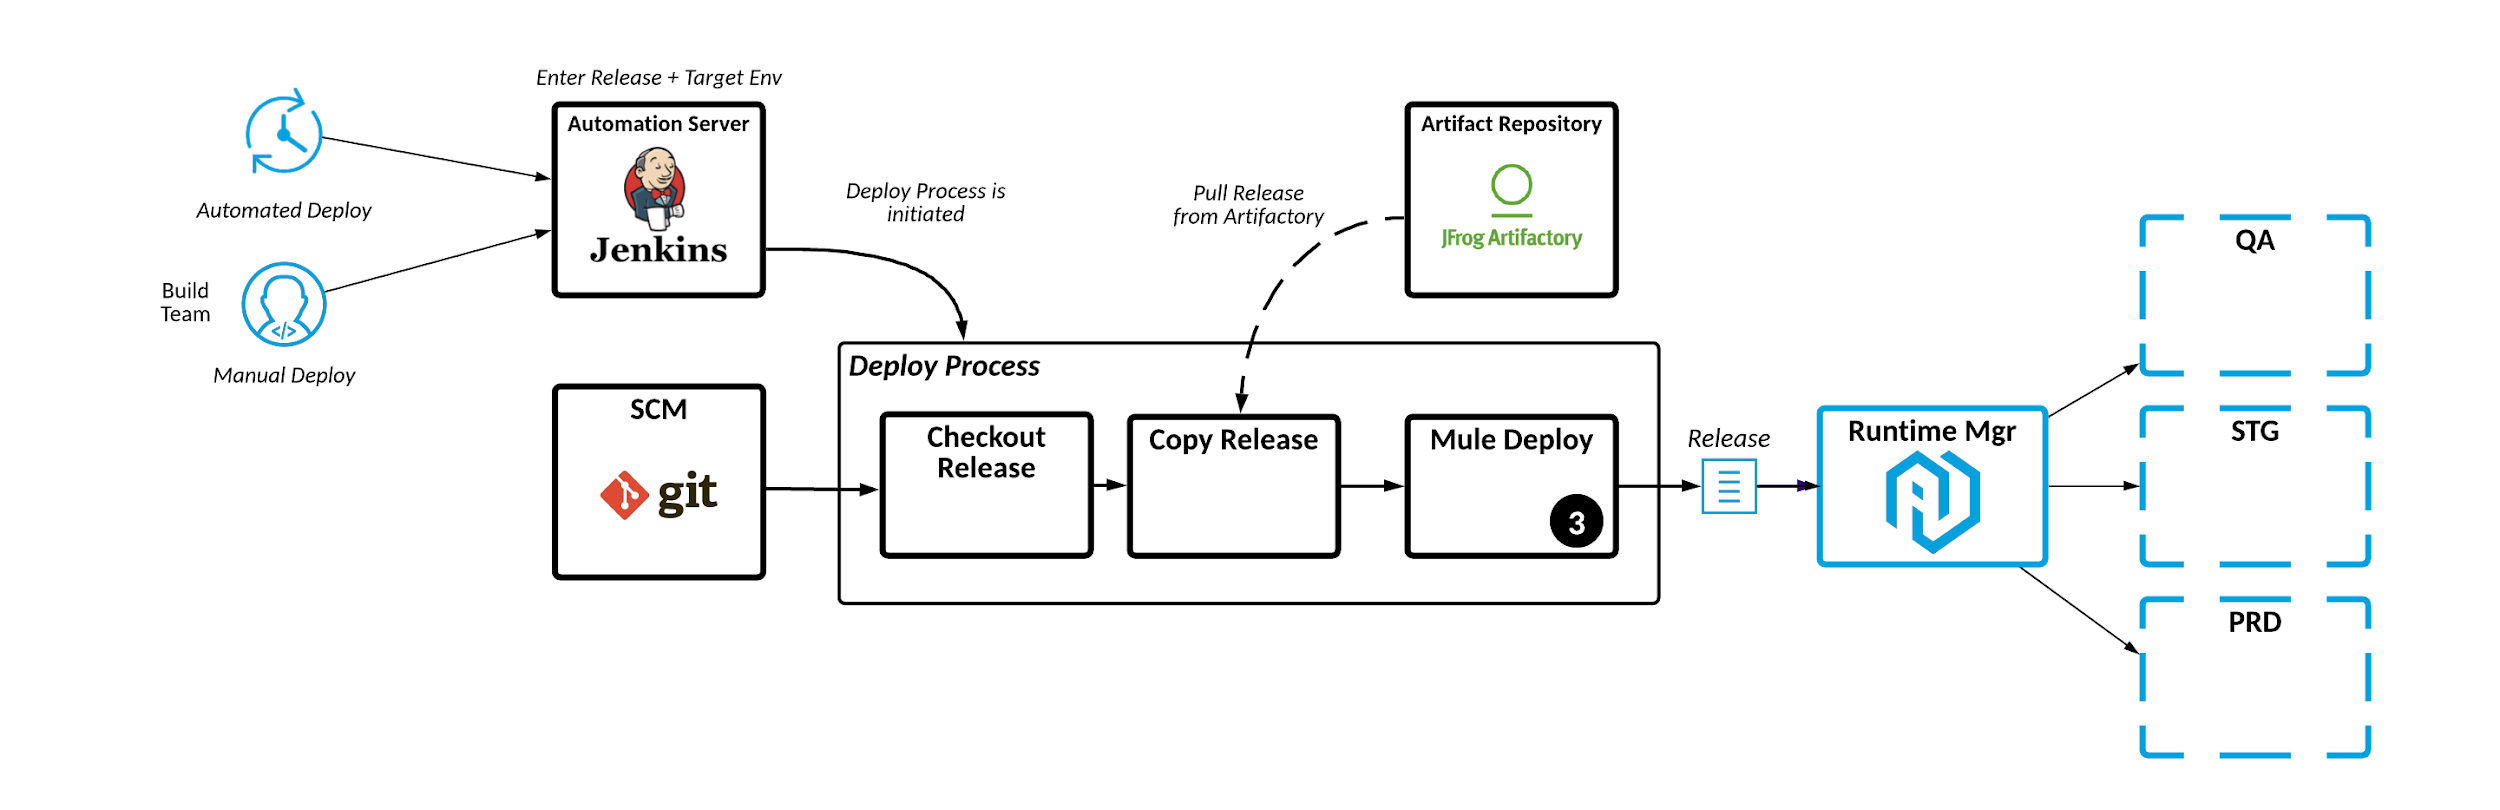 Enter Release + Target Env
Automation Server
Jenkins
Automated Deploy
Build
Team
Manual Deploy
Deploy Process is
initiated
Pull Release
from Artifactory
Artifact Repository
JFrog Artifactory
SCM
git
Deploy Process
Checkout
Release
Copy Release
Mule Deploy
3
Release
Runtime Mgr
QA
STG
PRD